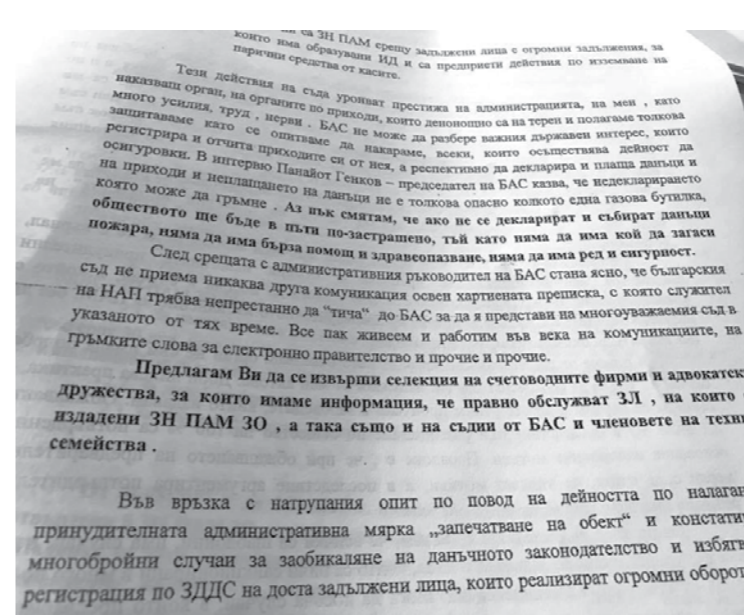 са ЗН ПАМ срещу задължени лица с огромни задължения, за
които има образувани ИД и са предприети действия по изземване на
парични средства от касите.
Тези действия на съда уронват престижа на администрацията, на мен , като
наказващ орган, на органите по приходи, които денонощно са на терен и полагаме толкова
много усилия, труд , нерви . БАС не може да разбере важния държавен интерес, които
защитаваме като се опитваме да накараме, всеки, които осъществява дейност да
регистрира и отчита приходите си от нея, а респективно да декларира и плаща данъци и
осигуровки. В интервю Панайот Генков – председател на БАС казва, че недекларирането
на приходи и неплащането на данъци не е толкова опасно колкото една газова бутилка,
която може да гръмне . Аз пък смятам, че ако не се декларират и събират данъци
обществото ще бъде в пъти по-застрашено, тъй като няма да има кой да загаси
пожара, няма да има бърза помощ и здравеопазване, няма да има ред и сигурност.
След срещата с административния ръководител на БАС стана ясно, че българския
съд не приема никаква друга комуникация освен хартиената преписка, с която служител
на НАП трябва непрестанно да “тича“ до БАС за да я представи на многоуважаемия съд в
указаното от тях време. Все пак живеем и работим във века на комуникациите, на
гръмките слова за електронно правителство и прочие и прочие.
Предлагам Ви да се извърши селекция на счетоводните фирми и адвокатск
дружества, за които имаме информация, че правно обслужват ЗЛ , на които
издадени ЗН ПАМ ЗО , а така също и на съдии от БАС и членовете на техн
семейства .
Във връзка с натрупания опит по повод на дейността по налаган
принудителната административна мярка „запечатване на обект“ и констати
многобройни случаи за заобикаляне на данъчното законодателство и избягв
регистрация по ЗДДС на доста задължени лица, които реализират огромни оборот